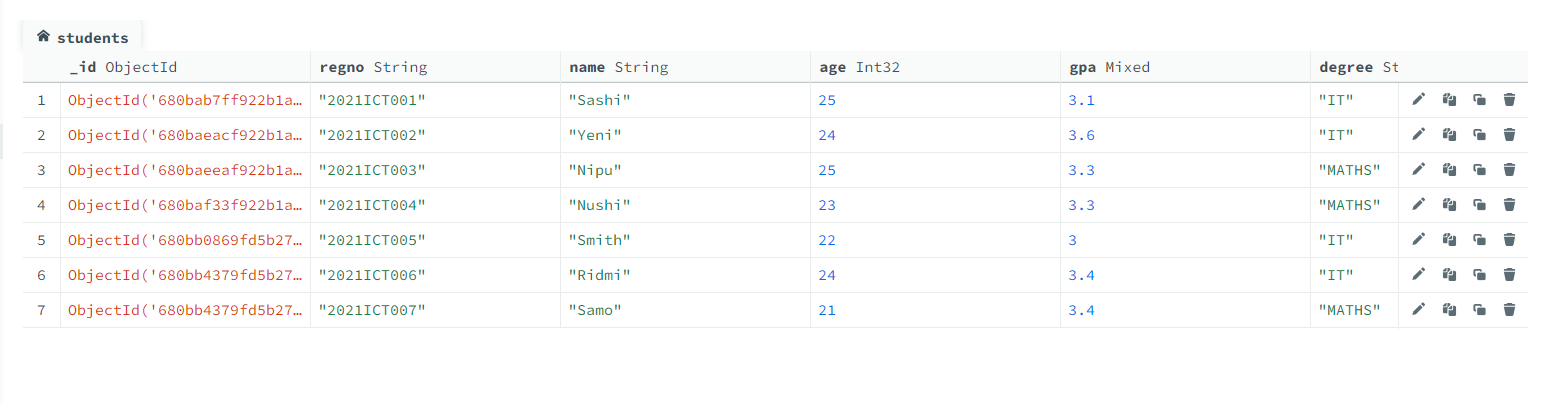 students
_id ObjectId regno String name String age Int32 gpa Mixed degree St
1 ObjectId('680bab7ff922b1a… "2021ICT001" "Sashi" 25 3.1 "IT"
2 ObjectId('680baeacf922b1a… "2021ICT002" "Yeni" 24 3.6 "IT"
3 ObjectId('680baeeaf922b1a… "2021ICT003" "Nipu" 25 3.3 "MATHS"
4 ObjectId('680baf33f922b1a… "2021ICT004" "Nushi" 23 3.3 "MATHS"
5 ObjectId('680bb0869fd5b27… "2021ICT005" "Smith" 22 3 "IT"
6 ObjectId('680bb4379fd5b27… "2021ICT006" "Ridmi" 24 3.4 "IT"
7 ObjectId('680bb4379fd5b27… "2021ICT007" "Samo" 21 3.4 "MATHS"